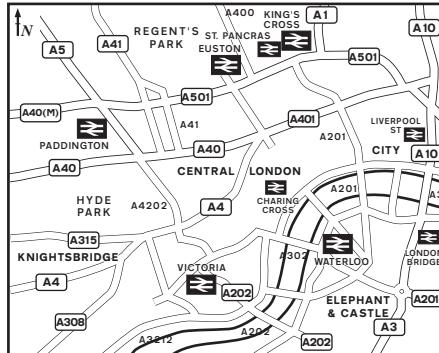 N
A400
KING'S
CROSS
A1
A10
REGENT'S
PARK
ST. PANCRAS
EUSTON
A5
A41
A501
A501
A40(M)
A401
A41
A201
LIVERPOOL
ST
PADDINGTON
A40
A10
CITY
A40
CENTRAL LONDON
CHARING
CROSS
A201
HYDE
PARK
A4202
A4
A315
KNIGHTSBRIDGE
A302
WATERLOO
LONDON
BRIDGE
VICTORIA
A4
A202
ELEPHANT
& CASTLE
A201
A308
A3
A3212
A202
A202